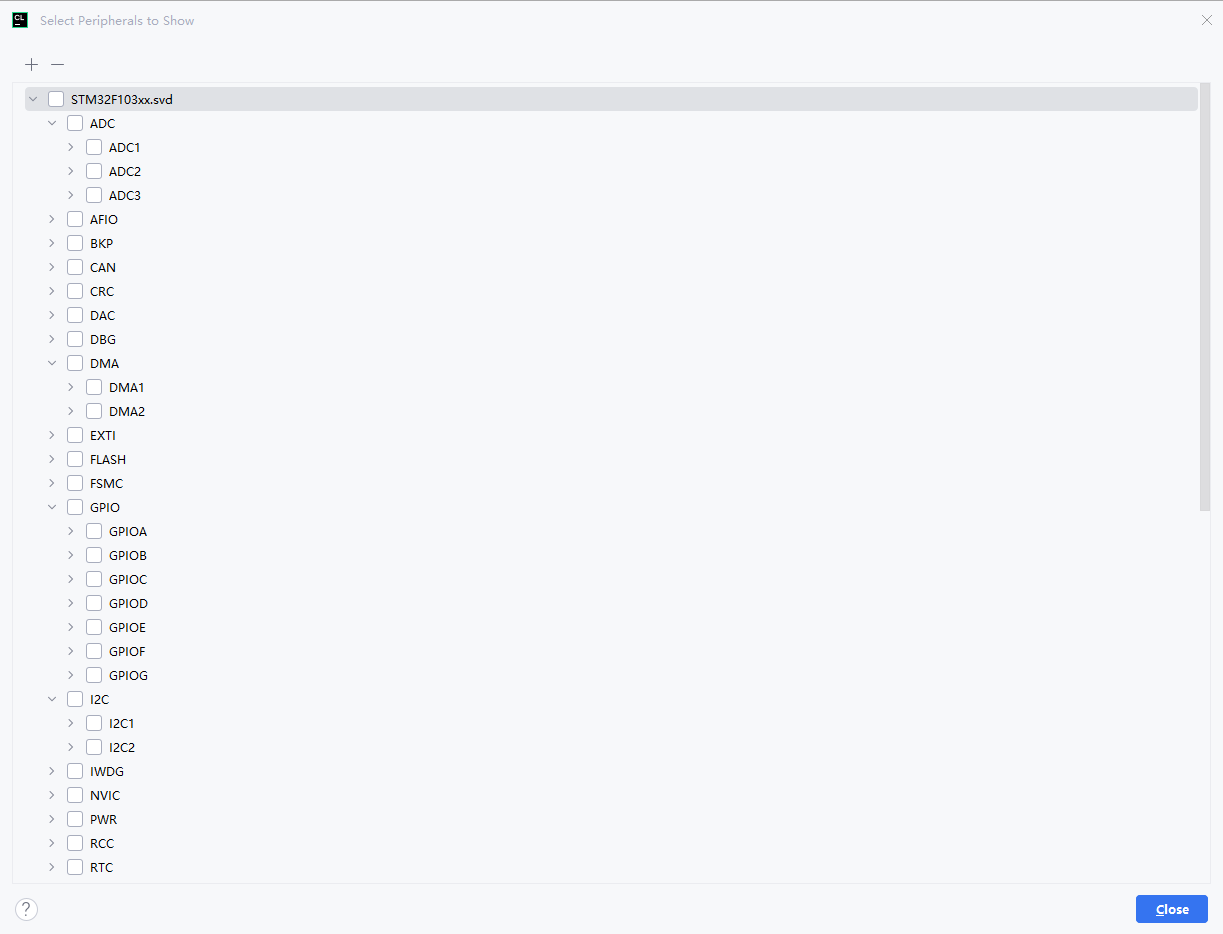 CL
Select Peripherals to Show
STM32F103xx.svd
ADC
ADC1
ADC2
ADC3
AFIO
BKP
CAN
CRC
DAC
DBG
DMA
DMA1
DMA2
EXTI
FLASH
FSMC
GPIO
GPIOA
GPIOB
GPIOC
GPIOD
GPIOE
GPIOF
GPIOG
I2C
I2C1
I2C2
IWDG
NVIC
PWR
RCC
RTC
?
Close